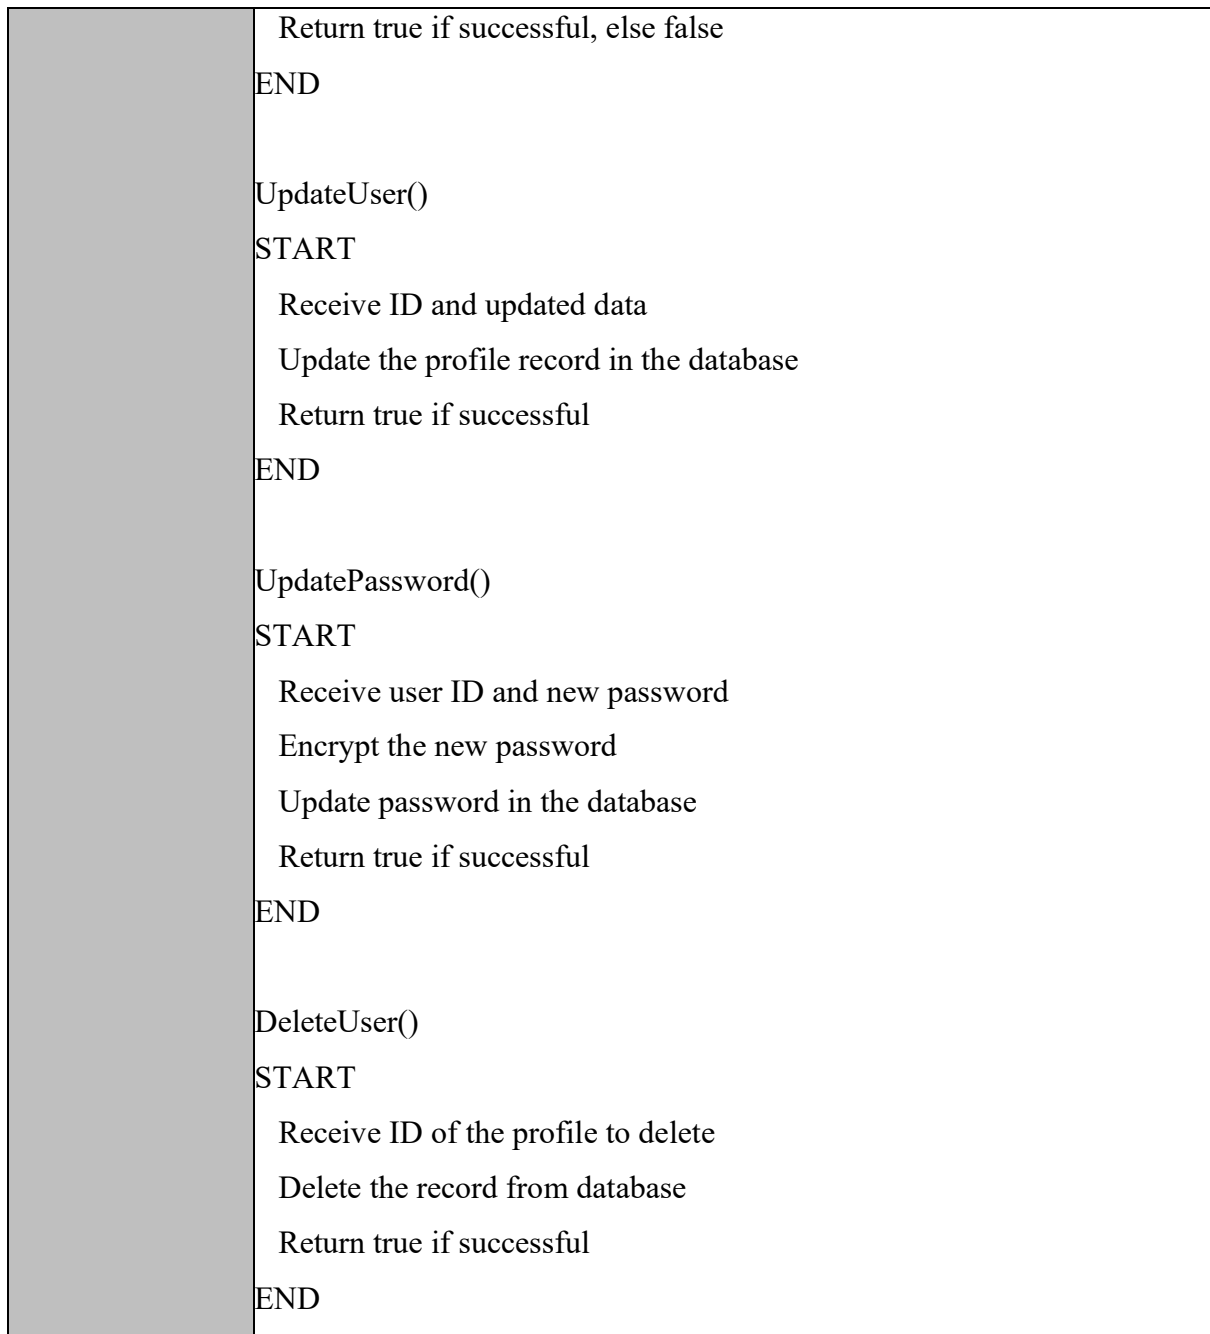 Return true if successful, else false
END
UpdateUser()
START
Receive ID and updated data
Update the profile record in the database
Return true if successful
END
UpdatePassword()
START
Receive user ID and new password
Encrypt the new password
Update password in the database
Return true if successful
END
DeleteUser()
START
Receive ID of the profile to delete
Delete the record from database
Return true if successful
END